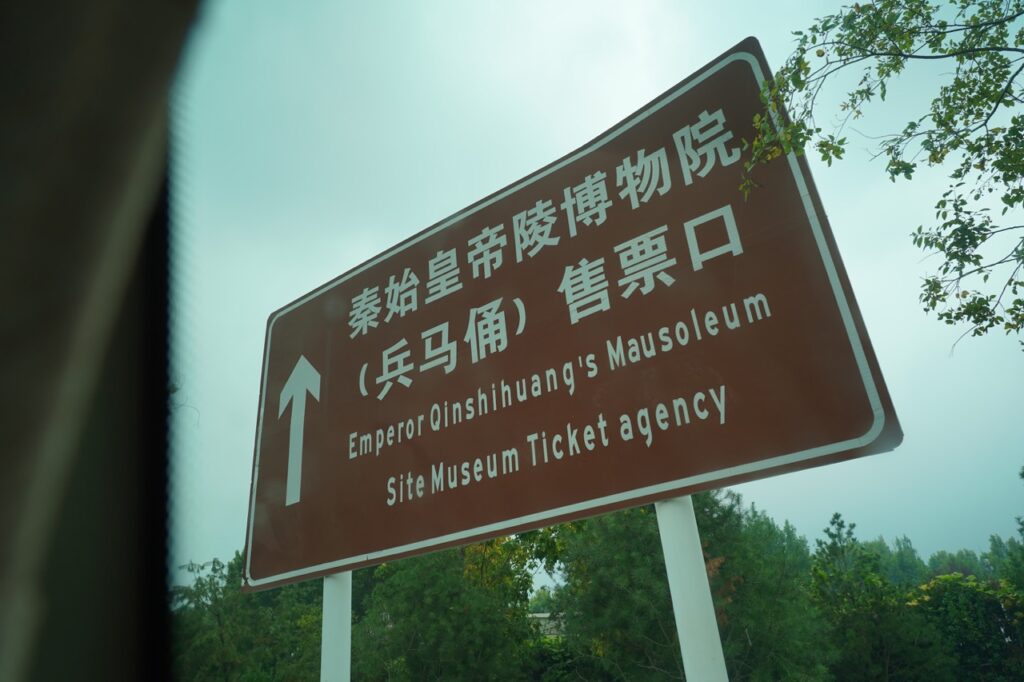 秦始皇帝陵博物院
（兵马俑）售票口
Emperor Qinshihuang's Mausoleum
Site Museum Ticket agency